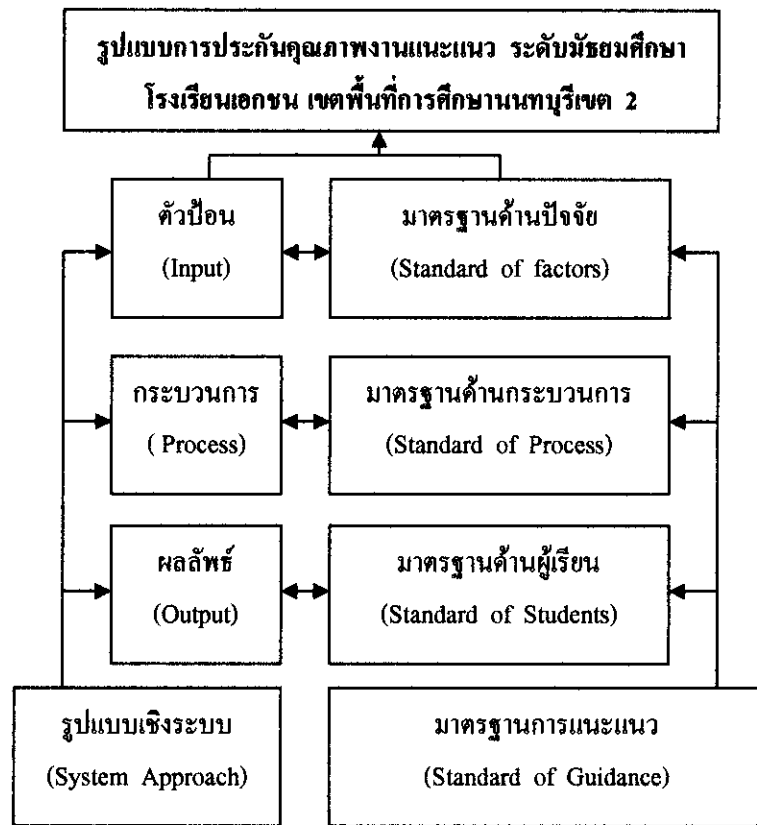 รูปแบบการประกันคุณภาพงานแนะแนว ระดับมัธยมศึกษา
โรงเรียนเอกชน เขตพื้นที่การศึกษานนทบุรีเขต 2
ตัวป้อน
(Input)
มาตรฐานด้านปัจจัย
(Standard of factors)
กระบวนการ
( Process)
มาตรฐานด้านกระบวนการ
(Standard of Process)
ผลลัพธ์
(Output)
มาตรฐานด้านผู้เรียน
(Standard of Students)
รูปแบบเชิงระบบ
(System Approach)
มาตรฐานการแนะแนว
(Standard of Guidance)